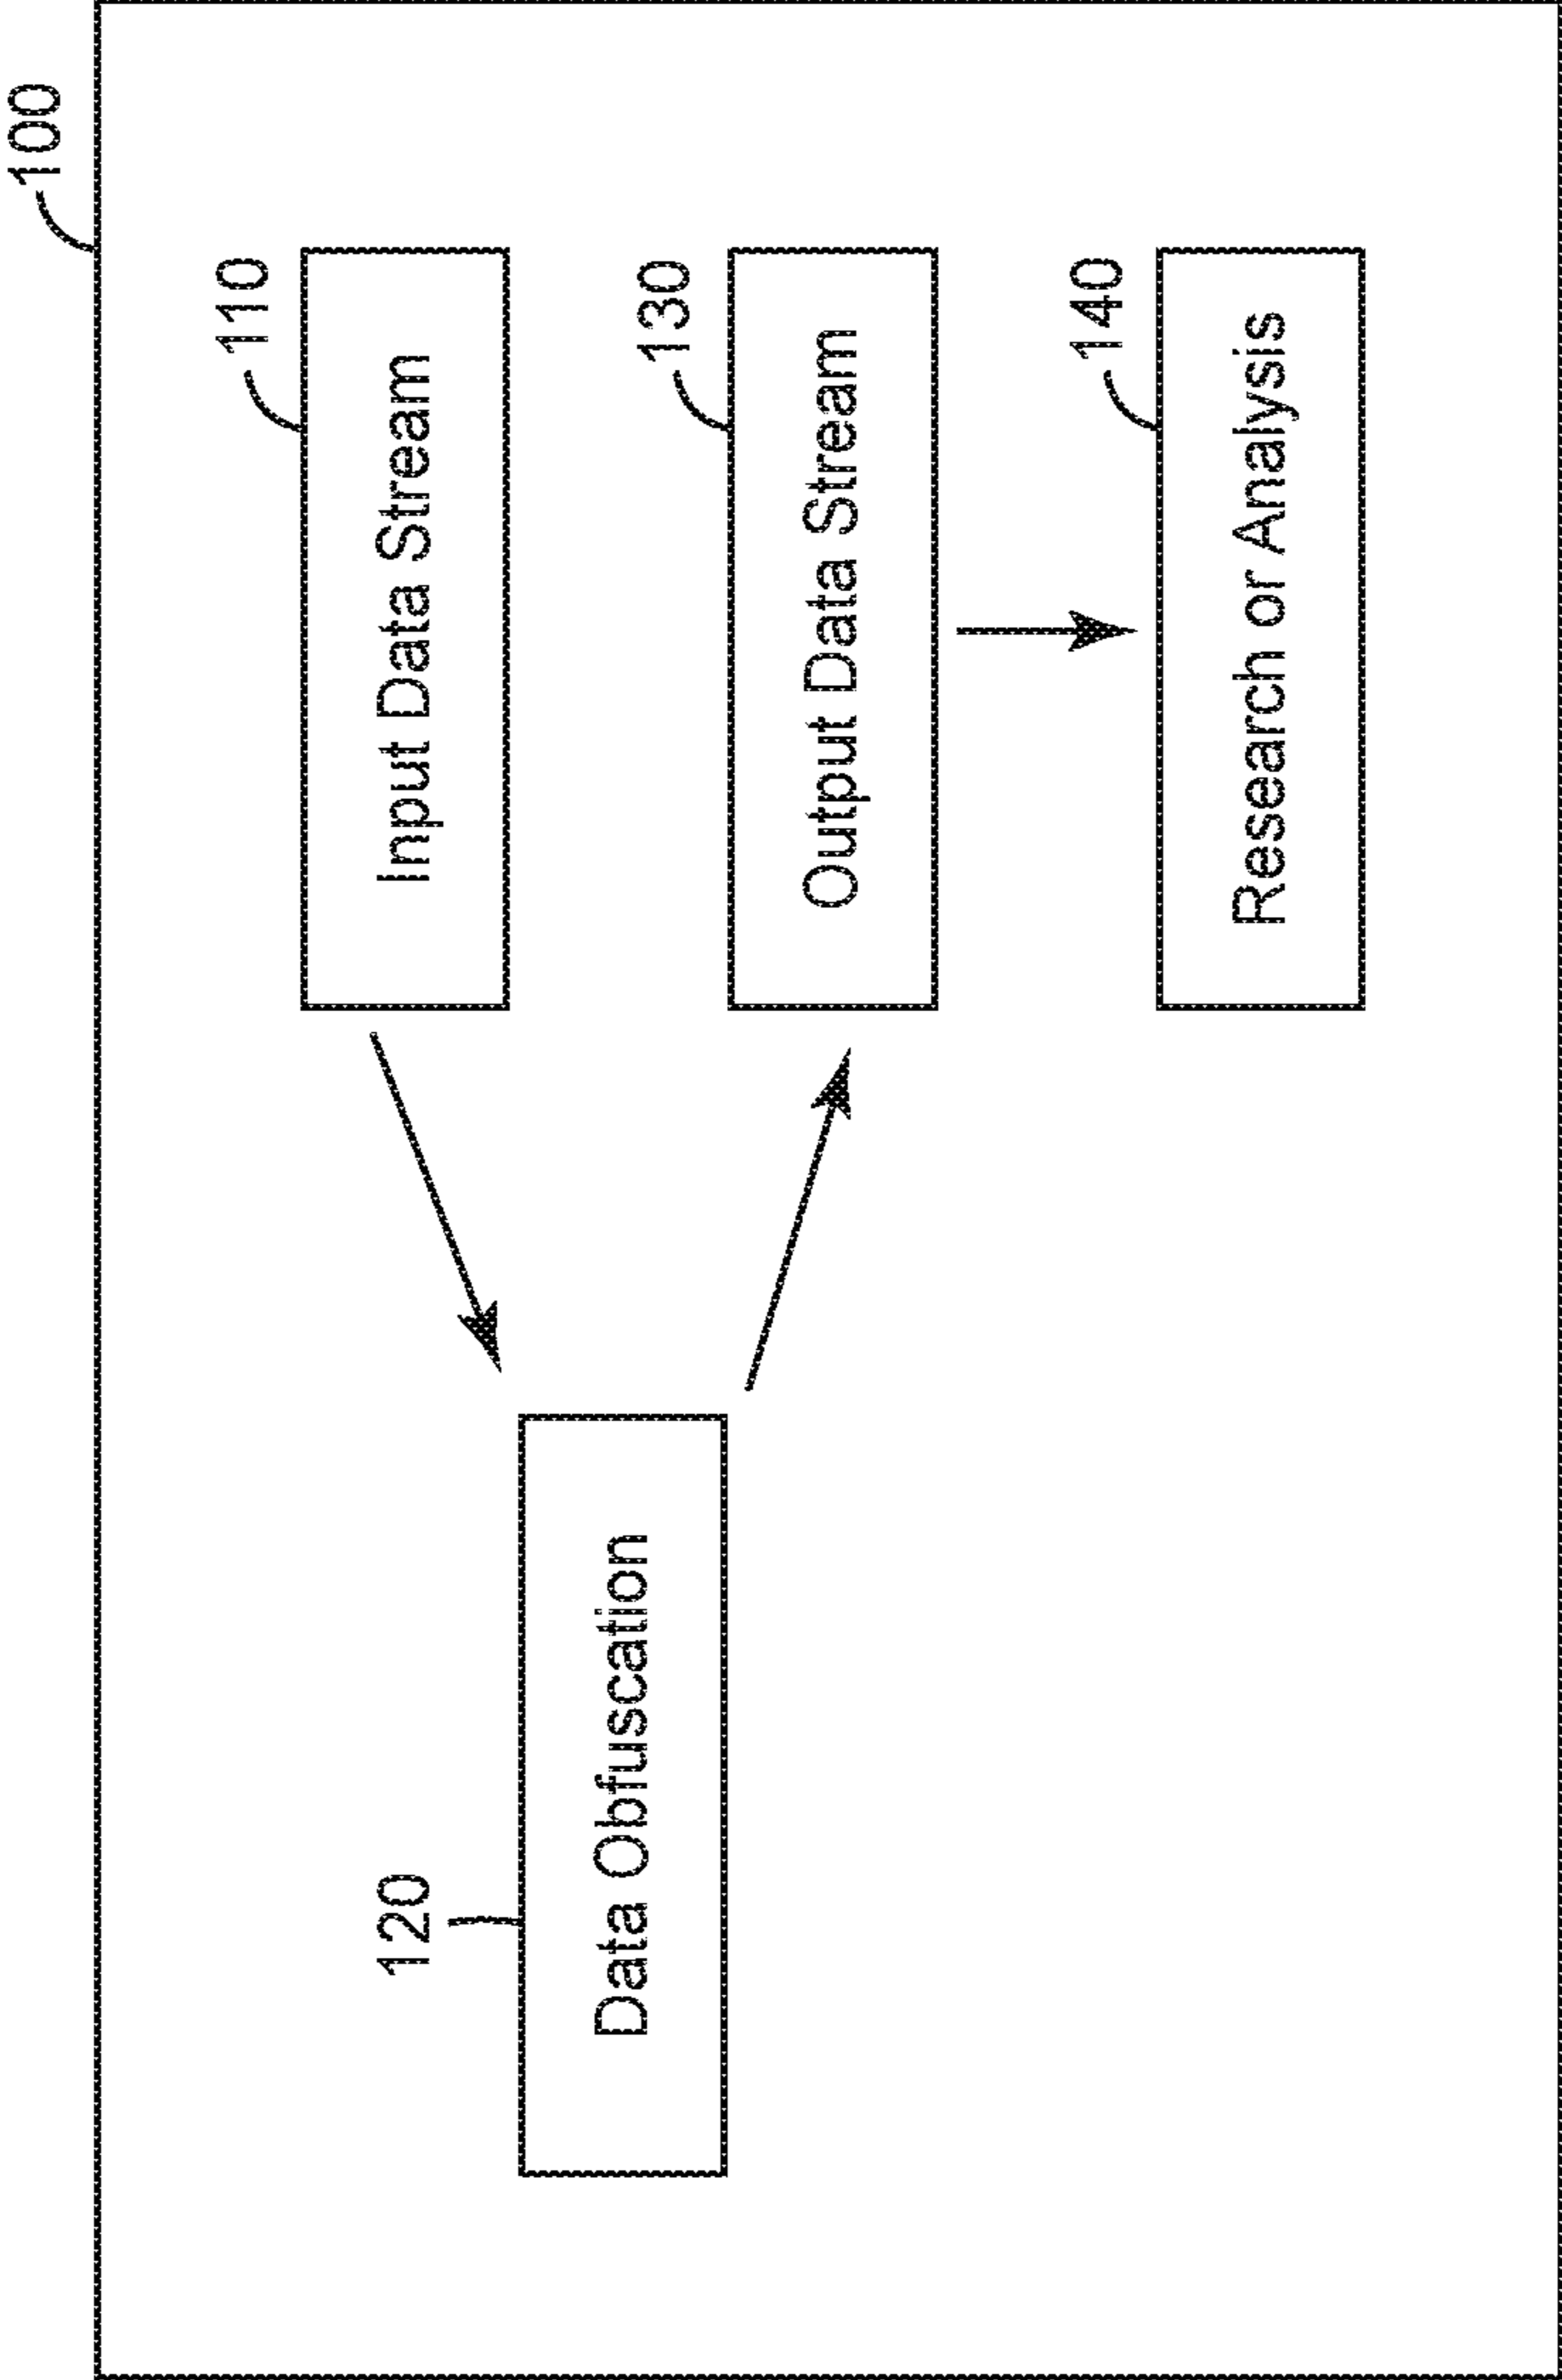 100
110
Input Data Stream
120
Data Obfuscation
130
Output Data Stream
140
Research or Analysis